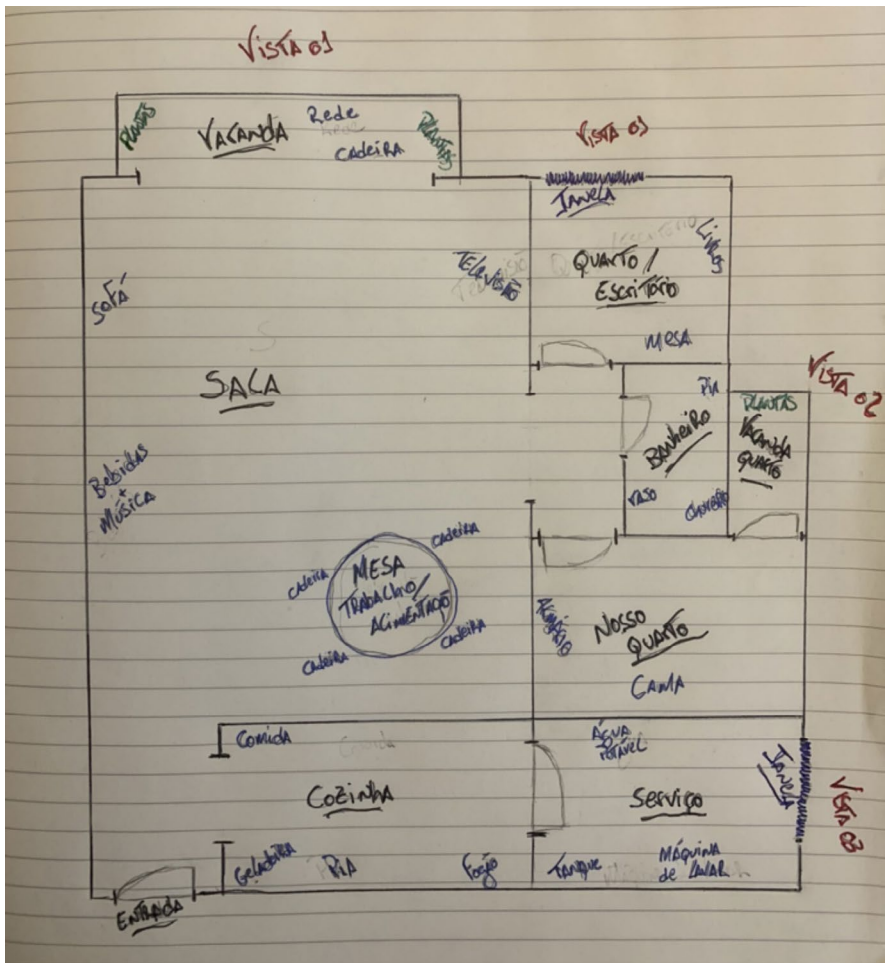 VISTA 01
PLANTAS
VARANDA
Rede
CADEIRA
PLANTAS
VISTA 03
JANELA
SOFÁ
TELEVISÃO
QUARTO /
ESCRITÓRIO
LIVROS
MESA
SALA
VISTA 02
PIA
PLANTAS
BANHEIRO
VARANDA
QUARTO
VASO
CHUVEIRO
Bebidas
+
MÚSICA
CADEIRA
CADEIRA
MESA
TRABALHO/
ALIMENTAÇÃO
CADEIRA
CADEIRA
NOSSO
QUARTO
CAMA
Comida
ÁGUA
POTÁVEL
JANELA
COZINHA
SERVIÇO
VISTA 03
GELADEIRA
PIA
FOGÃO
TANQUE
MÁQUINA
de LAVAR
ENTRADA